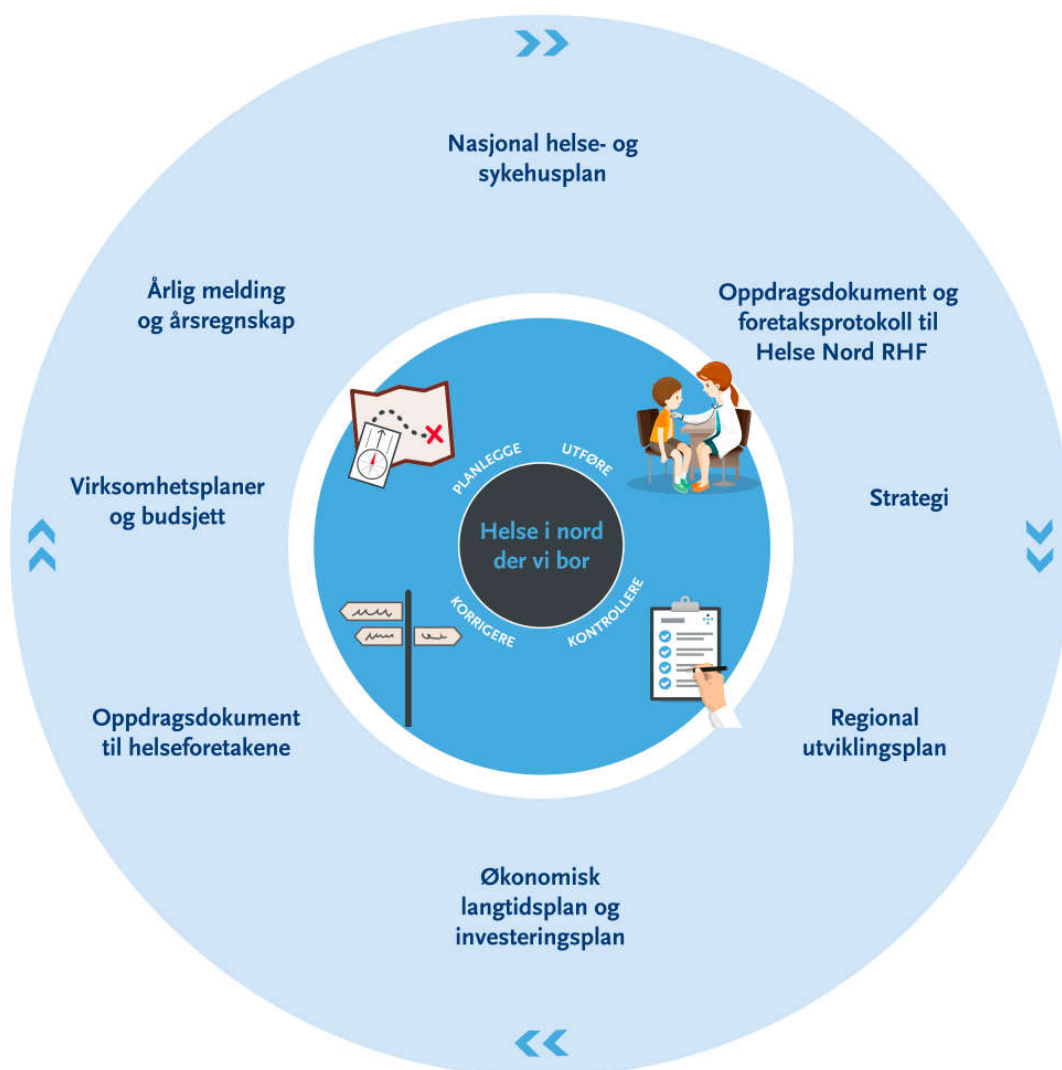 Nasjonal helse- og
sykehusplan
Årlig melding
og årsregnskap
Oppdragsdokument og
foretaksprotokoll til
Helse Nord RHF
PLANLEGGE
UTFØRE
Virksomhetsplaner
og budsjett
Helse i nord
der vi bor
Strategi
KORRIGERE
KONTROLLERE
Oppdragsdokument
til helseforetakene
Regional
utviklingsplan
Økonomisk
langtidsplan og
investeringsplan